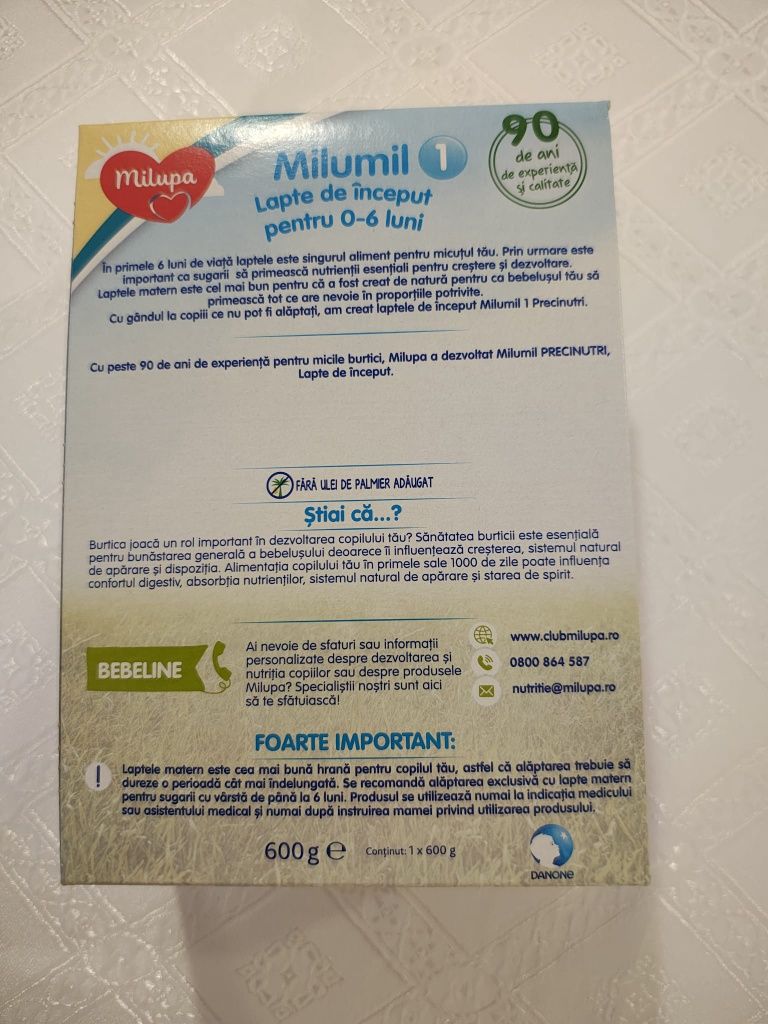 Milupa
Milumil 1
Lapte de început
pentru 0-6 luni
90
de ani
de experiență
și calitate
În primele 6 luni de viață laptele este singurul aliment pentru micuțul tău. Prin urmare este
important ca sugarii să primească nutrienții esențiali pentru creștere și dezvoltare.
Laptele matern este cel mai bun pentru că a fost creat de natură pentru ca bebelușul tău să
primească tot ce are nevoie în proporțiile potrivite.
Cu gândul la copiii ce nu pot fi alăptați, am creat laptele de început Milumil 1 Precinutri.
Cu peste 90 de ani de experiență pentru micile burtici, Milupa a dezvoltat Milumil PRECINUTRI,
Lapte de început.
FĂRĂ ULEI DE PALMIER ADĂUGAT
Știai că...?
Burtica joacă un rol important în dezvoltarea copilului tău? Sănătatea burticii este esențială
pentru bunăstarea generală a bebelușului deoarece îi influențează creșterea, sistemul natural
de apărare și dispoziția. Alimentația copilului tău în primele sale 1000 de zile poate influența
confortul digestiv, absorbția nutrienților, sistemul natural de apărare și starea de spirit.
BEBELINE
Ai nevoie de sfaturi sau informații
personalizate despre dezvoltarea și
nutriția copiilor sau despre produsele
Milupa? Specialiștii noștri sunt aici
să te sfătuiască!
www.clubmilupa.ro
0800 864 587
nutritie@milupa.ro
FOARTE IMPORTANT:
! Laptele matern este cea mai bună hrană pentru copilul tău, astfel că alăptarea trebuie să
dureze o perioadă cât mai îndelungată. Se recomandă alăptarea exclusivă cu lapte matern
pentru sugarii cu vârstă de până la 6 luni. Produsul se utilizează numai la indicația medicului
sau asistentului medical și numai după instruirea mamei privind utilizarea produsului.
600 g ℮ Conținut: 1 x 600 g
DANONE